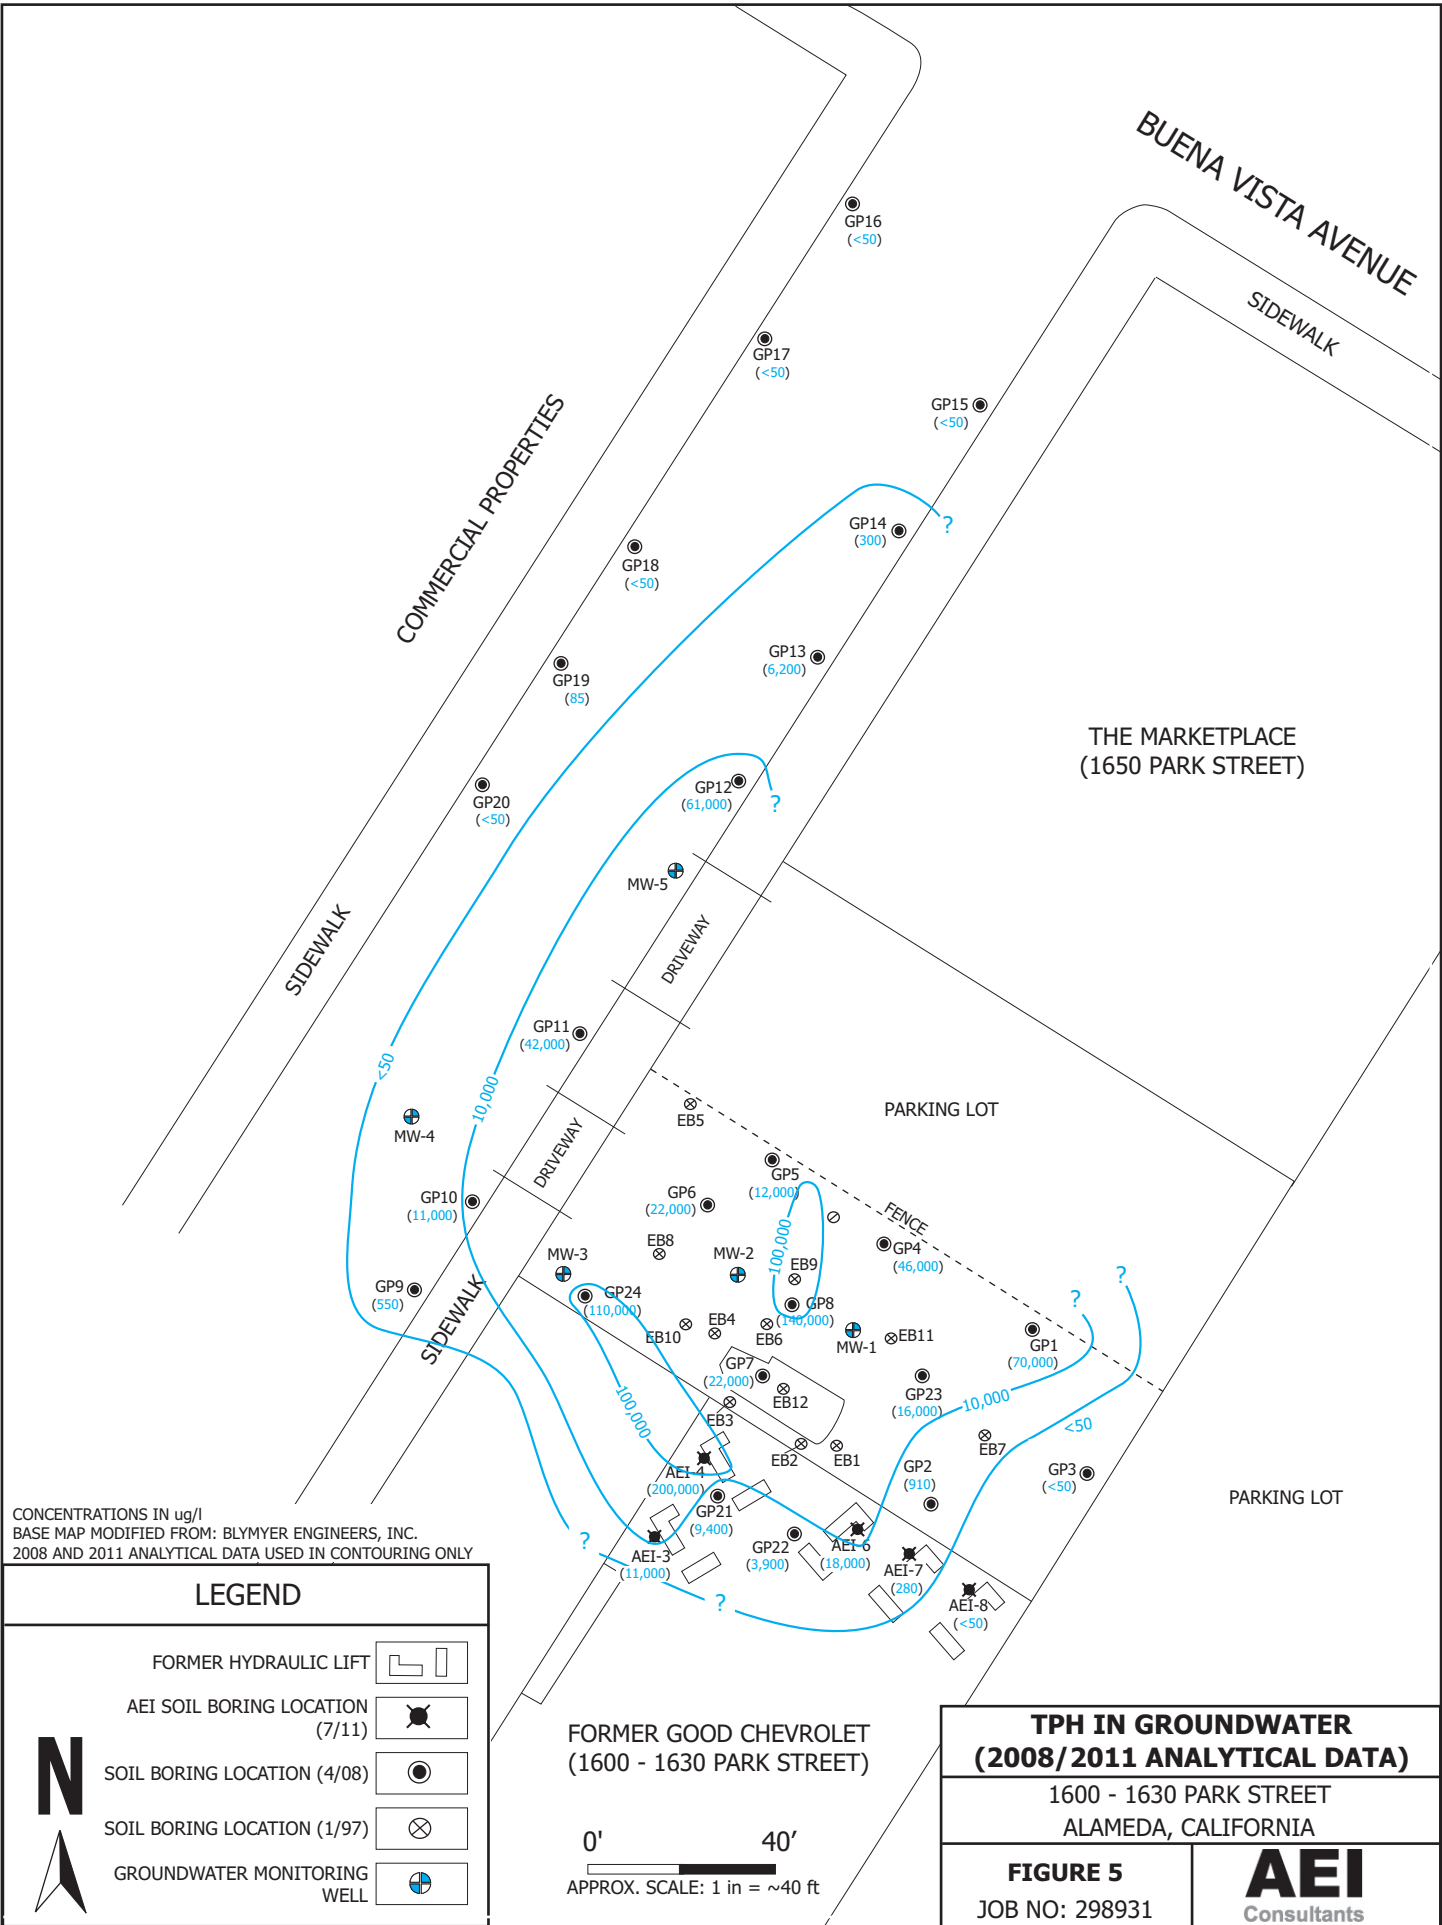 BUENA VISTA AVENUE
SIDEWALK
GP16
(<50)
GP17
(<50)
GP15
(<50)
COMMERCIAL PROPERTIES
GP14
(300)
?
GP18
(<50)
GP13
(6,200)
GP19
(85)
THE MARKETPLACE
(1650 PARK STREET)
GP12
(61,000)
?
GP20
(<50)
MW-5
SIDEWALK
DRIVEWAY
GP11
(42,000)
<50
10,000
PARKING LOT
EB5
MW-4
DRIVEWAY
GP5
(12,000)
GP10
(11,000)
GP6
(22,000)
FENCE
100,000
EB8
GP4
(46,000)
MW-3
MW-2
EB9
?
GP9
(550)
GP24
(110,000)
GP8
(140,000)
?
SIDEWALK
EB10
EB4
EB6
MW-1
EB11
GP1
(70,000)
GP7
(22,000)
EB12
GP23
(16,000)
10,000
100,000
EB3
<50
EB2
EB1
EB7
AEI-4
(200,000)
GP2
(910)
GP3
(<50)
PARKING LOT
GP21
(9,400)
?
AEI-3
(11,000)
GP22
(3,900)
AEI-6
(18,000)
AEI-7
(280)
?
AEI-8
(<50)
CONCENTRATIONS IN ug/l
BASE MAP MODIFIED FROM: BLYMYER ENGINEERS, INC.
2008 AND 2011 ANALYTICAL DATA USED IN CONTOURING ONLY
LEGEND
FORMER HYDRAULIC LIFT
AEI SOIL BORING LOCATION
(7/11)
SOIL BORING LOCATION (4/08)
SOIL BORING LOCATION (1/97)
GROUNDWATER MONITORING
WELL
N
FORMER GOOD CHEVROLET
(1600 - 1630 PARK STREET)
0' 40′
APPROX. SCALE: 1 in = ~40 ft
TPH IN GROUNDWATER
(2008/2011 ANALYTICAL DATA)
1600 - 1630 PARK STREET
ALAMEDA, CALIFORNIA
FIGURE 5
JOB NO: 298931
AEI
Consultants